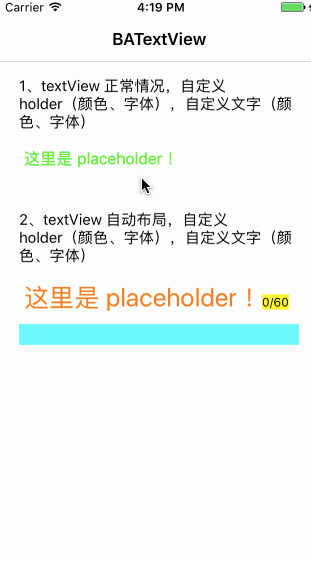 Carrier 4:19 PM
BATextView
1、textView 正常情况，自定义
holder（颜色、字体），自定义文字（颜
色、字体）
这里是 placeholder！
2、textView 自动布局，自定义
holder（颜色、字体），自定义文字（颜
色、字体）
这里是 placeholder！ 0/60